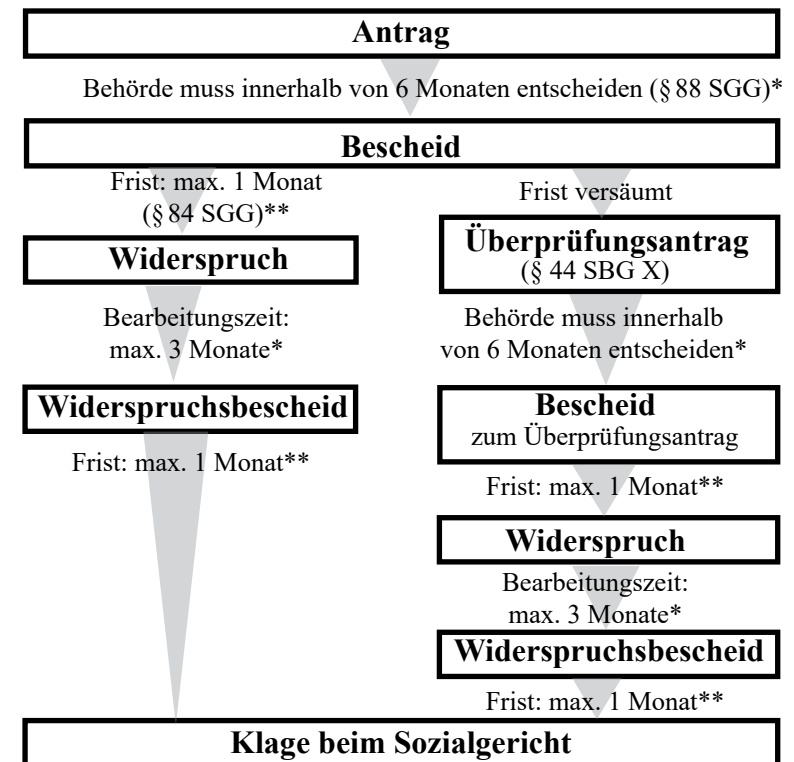 Antrag
Behörde muss innerhalb von 6 Monaten entscheiden (§ 88 SGG)*
Bescheid
Frist: max. 1 Monat
(§ 84 SGG)**
Widerspruch
Bearbeitungszeit:
max. 3 Monate*
Widerspruchsbescheid
Frist: max. 1 Monat**
Frist versäumt
Überprüfungsantrag
(§ 44 SBG X)
Behörde muss innerhalb
von 6 Monaten entscheiden*
Bescheid
zum Überprüfungsantrag
Frist: max. 1 Monat**
Widerspruch
Bearbeitungszeit:
max. 3 Monate*
Widerspruchsbescheid
Frist: max. 1 Monat**
Klage beim Sozialgericht